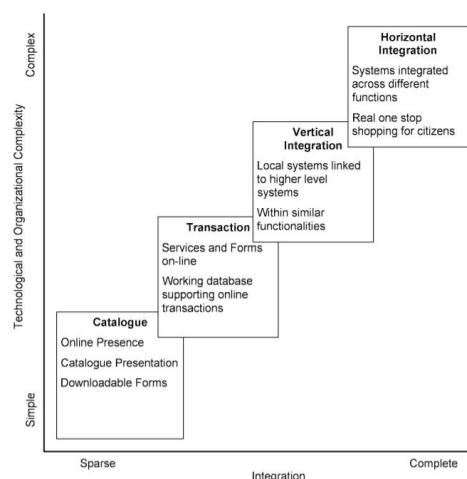 Complex
Technological and Organizational Complexity
Simple
Horizontal
Integration
Systems integrated
across different
functions
Real one stop
shopping for citizens
Vertical
Integration
Local systems linked
to higher level
systems
Within similar
functionalities
Transaction
Services and Forms
on-line
Working database
supporting online
transactions
Catalogue
Online Presence
Catalogue Presentation
Downloadable Forms
Sparse
Complete
Integration